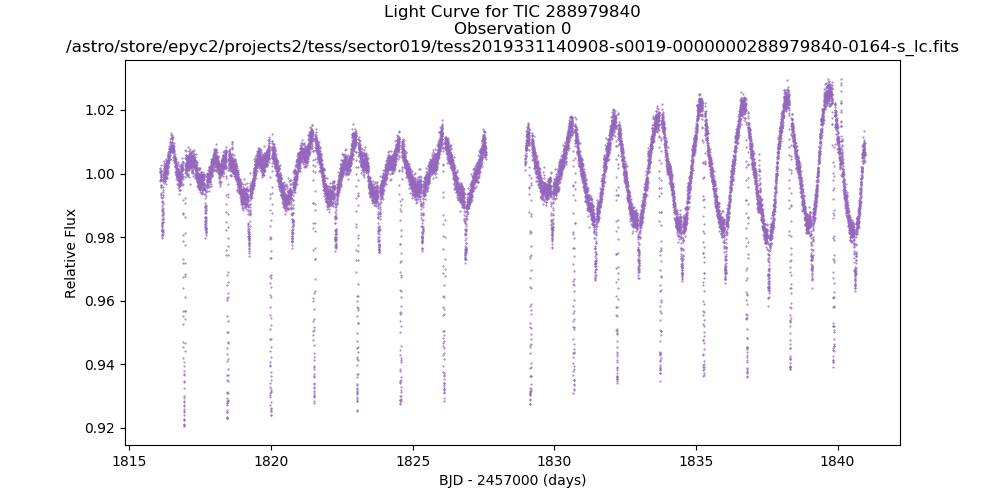 Light Curve for TIC 288979840
Observation 0
/astro/store/epyc2/projects2/tess/sector019/tess2019331140908-s0019-0000000288979840-0164-s_lc.fits
Relative Flux
1.02
1.00
0.98
0.96
0.94
0.92
1815
1820
1825
1830
1835
1840
BJD - 2457000 (days)